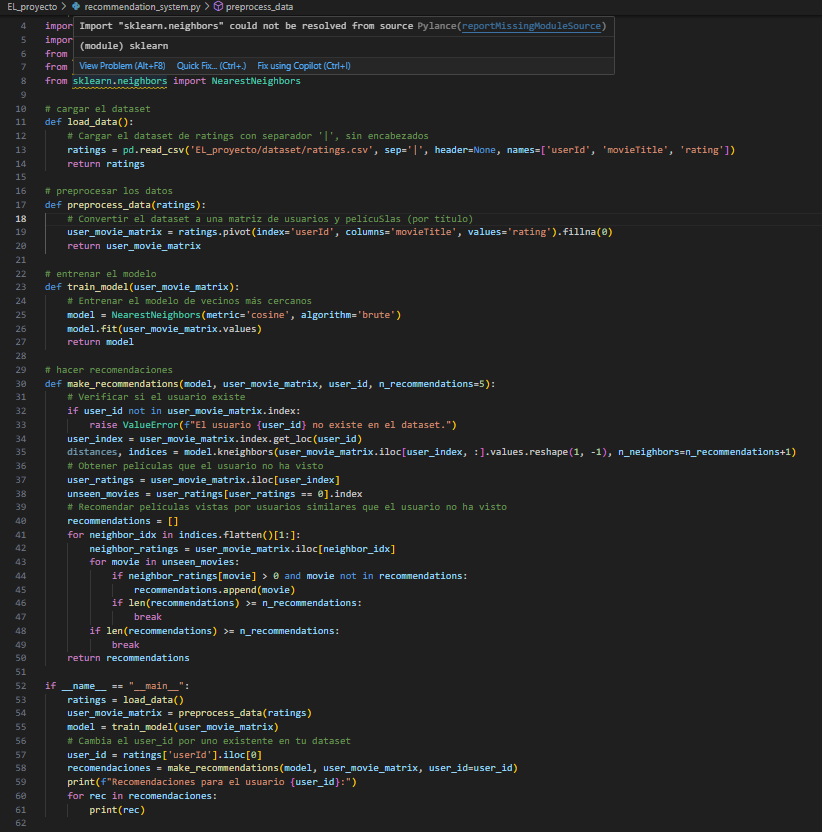 EL_proyecto > recommendation_system.py > preprocess_data
4 impor
Import "sklearn.neighbors" could not be resolved from source Pylance(reportMissingModuleSource)
5 impor
(module) sklearn
6 from
7 from
View Problem (Alt+F8) Quick Fix... (Ctrl+.) Fix using Copilot (Ctrl+I)
8 from sklearn.neighbors import NearestNeighbors
9
10 # cargar el dataset
11 def load_data():
12     # Cargar el dataset de ratings con separador '|', sin encabezados
13     ratings = pd.read_csv('EL_proyecto/dataset/ratings.csv', sep='|', header=None, names=['userId', 'movieTitle', 'rating'])
14     return ratings
15
16 # preprocesar los datos
17 def preprocess_data(ratings):
18     # Convertir el dataset a una matriz de usuarios y pelícuSlas (por título)
19     user_movie_matrix = ratings.pivot(index='userId', columns='movieTitle', values='rating').fillna(0)
20     return user_movie_matrix
21
22 # entrenar el modelo
23 def train_model(user_movie_matrix):
24     # Entrenar el modelo de vecinos más cercanos
25     model = NearestNeighbors(metric='cosine', algorithm='brute')
26     model.fit(user_movie_matrix.values)
27     return model
28
29 # hacer recomendaciones
30 def make_recommendations(model, user_movie_matrix, user_id, n_recommendations=5):
31     # Verificar si el usuario existe
32     if user_id not in user_movie_matrix.index:
33         raise ValueError(f"El usuario {user_id} no existe en el dataset.")
34     user_index = user_movie_matrix.index.get_loc(user_id)
35     distances, indices = model.kneighbors(user_movie_matrix.iloc[user_index, :].values.reshape(1, -1), n_neighbors=n_recommendations+1)
36     # Obtener películas que el usuario no ha visto
37     user_ratings = user_movie_matrix.iloc[user_index]
38     unseen_movies = user_ratings[user_ratings == 0].index
39     # Recomendar películas vistas por usuarios similares que el usuario no ha visto
40     recommendations = []
41     for neighbor_idx in indices.flatten()[1:]:
42         neighbor_ratings = user_movie_matrix.iloc[neighbor_idx]
43         for movie in unseen_movies:
44             if neighbor_ratings[movie] > 0 and movie not in recommendations:
45                 recommendations.append(movie)
46             if len(recommendations) >= n_recommendations:
47                 break
48         if len(recommendations) >= n_recommendations:
49             break
50     return recommendations
51
52 if __name__ == "__main__":
53     ratings = load_data()
54     user_movie_matrix = preprocess_data(ratings)
55     model = train_model(user_movie_matrix)
56     # Cambia el user_id por uno existente en tu dataset
57     user_id = ratings['userId'].iloc[0]
58     recomendaciones = make_recommendations(model, user_movie_matrix, user_id=user_id)
59     print(f"Recomendaciones para el usuario {user_id}:")
60     for rec in recomendaciones:
61         print(rec)
62